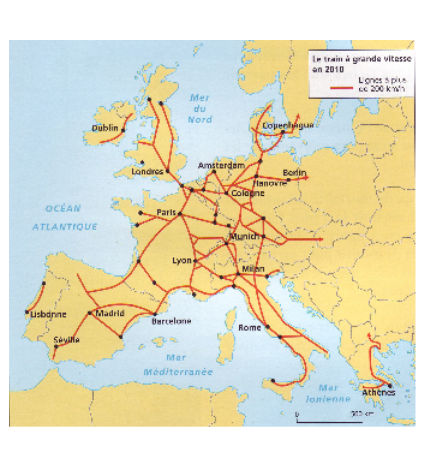 Le train à grande vitesse
en 2010
Lignes à plus
de 200 km/h
Mer
du
Nord
Dublin
Copenhague
Londres
Amsterdam
Berlin
Hanovre
Cologne
OCÉAN
ATLANTIQUE
Paris
Munich
Lyon
Milan
Lisbonne
Madrid
Barcelone
Séville
Rome
Mer
Méditerranée
Mer
Ionienne
Athènes
0 500 km